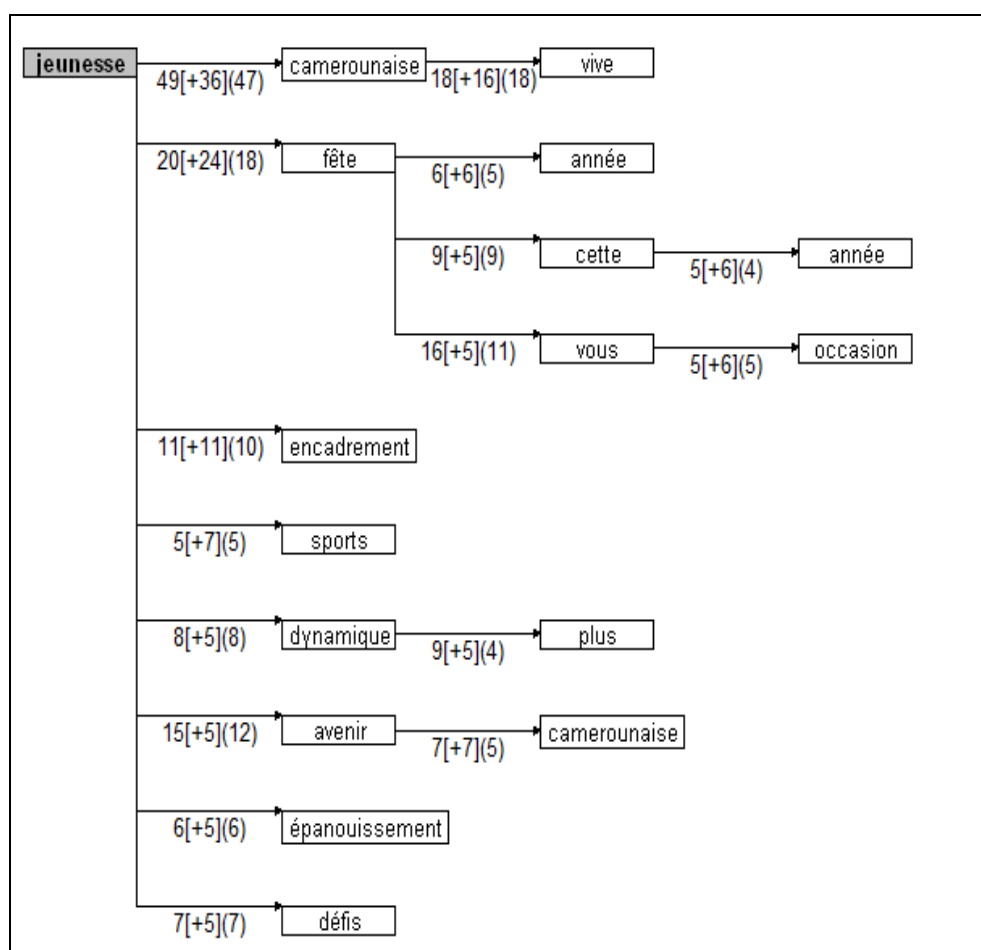 jeunesse 49[+36](47) camerounaise 18[+16](18) vive
20[+24](18) fête 6[+6](5) année
9[+5](9) cette 5[+6](4) année
16[+5](11) vous 5[+6](5) occasion
11[+11](10) encadrement
5[+7](5) sports
8[+5](8) dynamique 9[+5](4) plus
15[+5](12) avenir 7[+7](5) camerounaise
6[+5](6) épanouissement
7[+5](7) défis